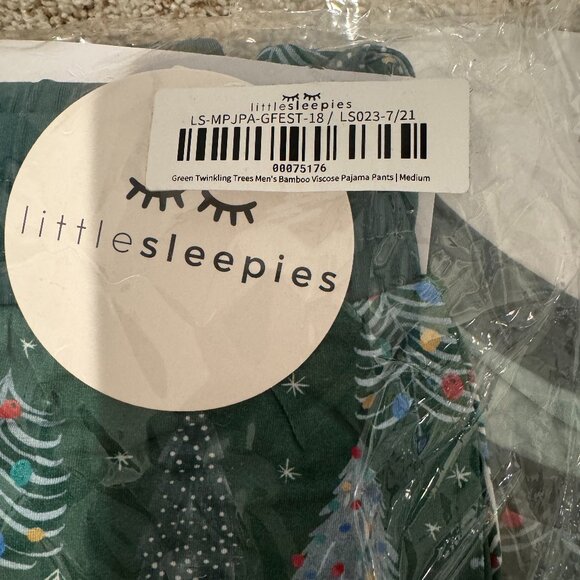 littlesleepies
LS-MPJPA-GFEST-18 / LS023-7/21
00075176
Green Twinkling Trees Men's Bamboo Viscose Pajama Pants | Medium
littlesleepies